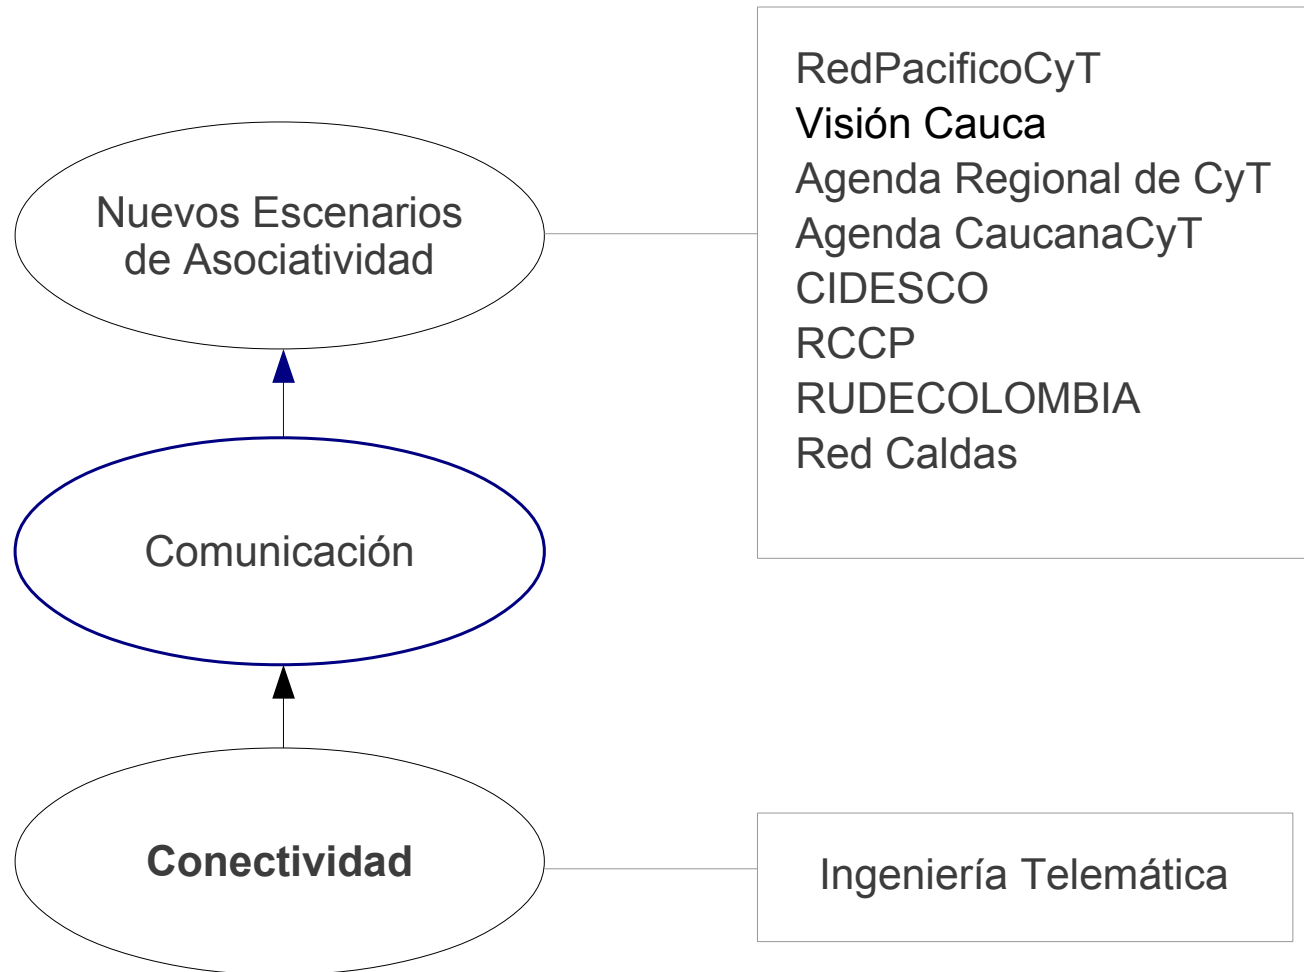 Nuevos Escenarios
de Asociatividad
RedPacificoCyT
Visión Cauca
Agenda Regional de CyT
Agenda CaucanaCyT
CIDESCO
RCCP
RUDECOLOMBIA
Red Caldas
Comunicación
Conectividad
Ingeniería Telemática